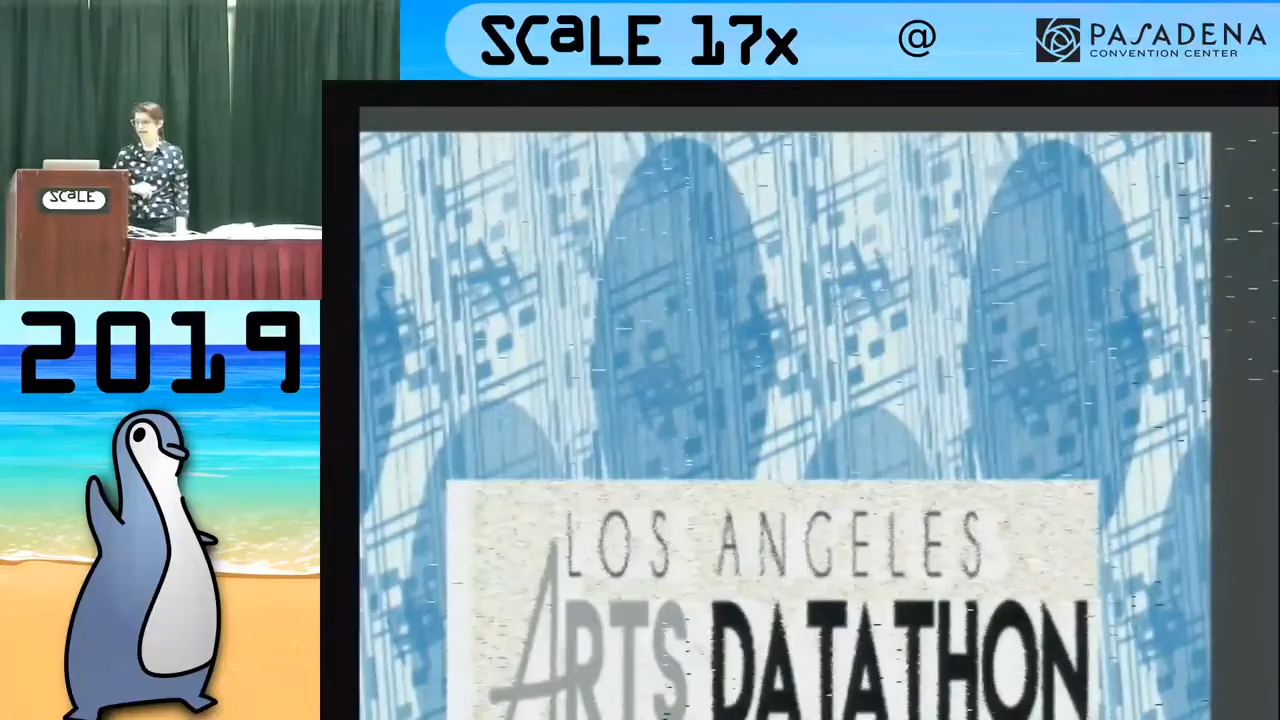 SCALE 17x
@
PASADENA
CONVENTION CENTER
SCALE
2019
LOS ANGELES
ARTS DATATHON